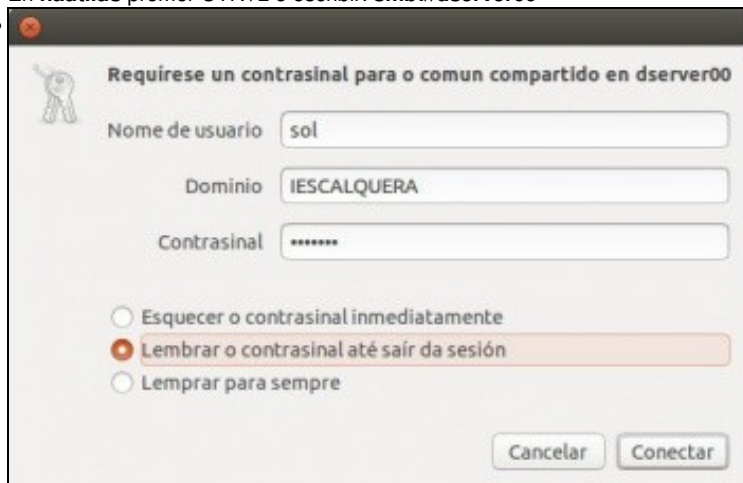 Requírese un contrasinal para o comun compartido en dserver00
Nome de usuario sol
Dominio IESCALQUERA
Contrasinal •••••••
Esquecer o contrasinal inmediatamente
Lembrar o contrasinal até saír da sesión
Lemprar para sempre
Cancelar Conectar